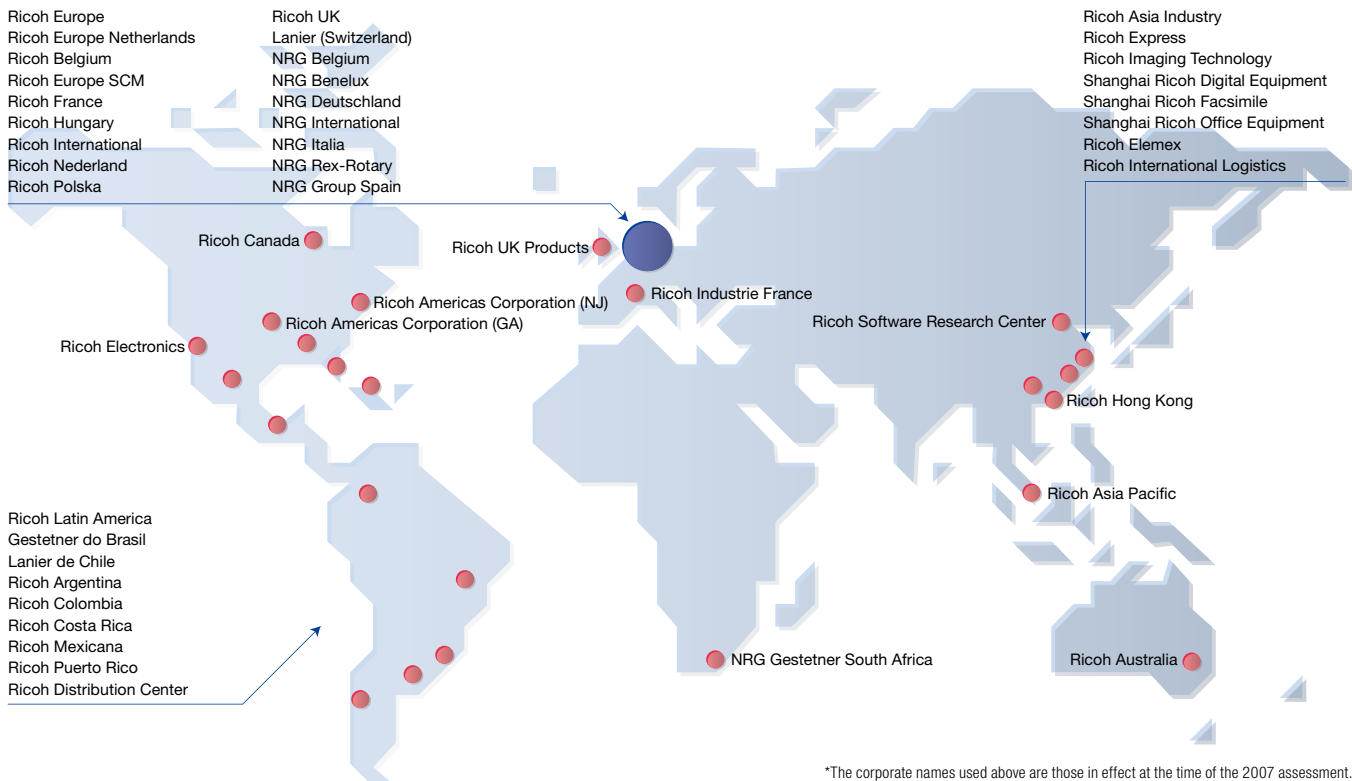 Ricoh Europe
Ricoh Europe Netherlands
Ricoh Belgium
Ricoh Europe SCM
Ricoh France
Ricoh Hungary
Ricoh International
Ricoh Nederland
Ricoh Polska
Ricoh UK
Lanier (Switzerland)
NRG Belgium
NRG Benelux
NRG Deutschland
NRG International
NRG Italia
NRG Rex-Rotary
NRG Group Spain
Ricoh Asia Industry
Ricoh Express
Ricoh Imaging Technology
Shanghai Ricoh Digital Equipment
Shanghai Ricoh Facsimile
Shanghai Ricoh Office Equipment
Ricoh Elemex
Ricoh International Logistics
Ricoh Canada
Ricoh UK Products
Ricoh Americas Corporation (NJ)
Ricoh Industrie France
Ricoh Americas Corporation (GA)
Ricoh Software Research Center
Ricoh Electronics
Ricoh Hong Kong
Ricoh Asia Pacific
Ricoh Latin America
Gestetner do Brasil
Lanier de Chile
Ricoh Argentina
Ricoh Colombia
Ricoh Costa Rica
Ricoh Mexicana
Ricoh Puerto Rico
Ricoh Distribution Center
NRG Gestetner South Africa
Ricoh Australia
*The corporate names used above are those in effect at the time of the 2007 assessment.